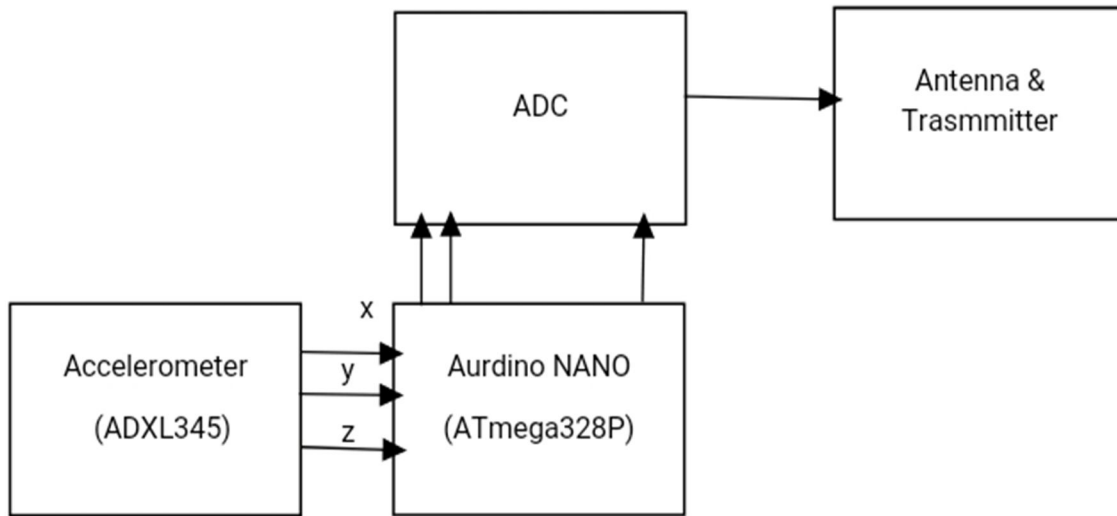 ADC
Antenna &
Trasmmitter
Accelerometer
(ADXL345)
x
y
z
Aurdino NANO
(ATmega328P)